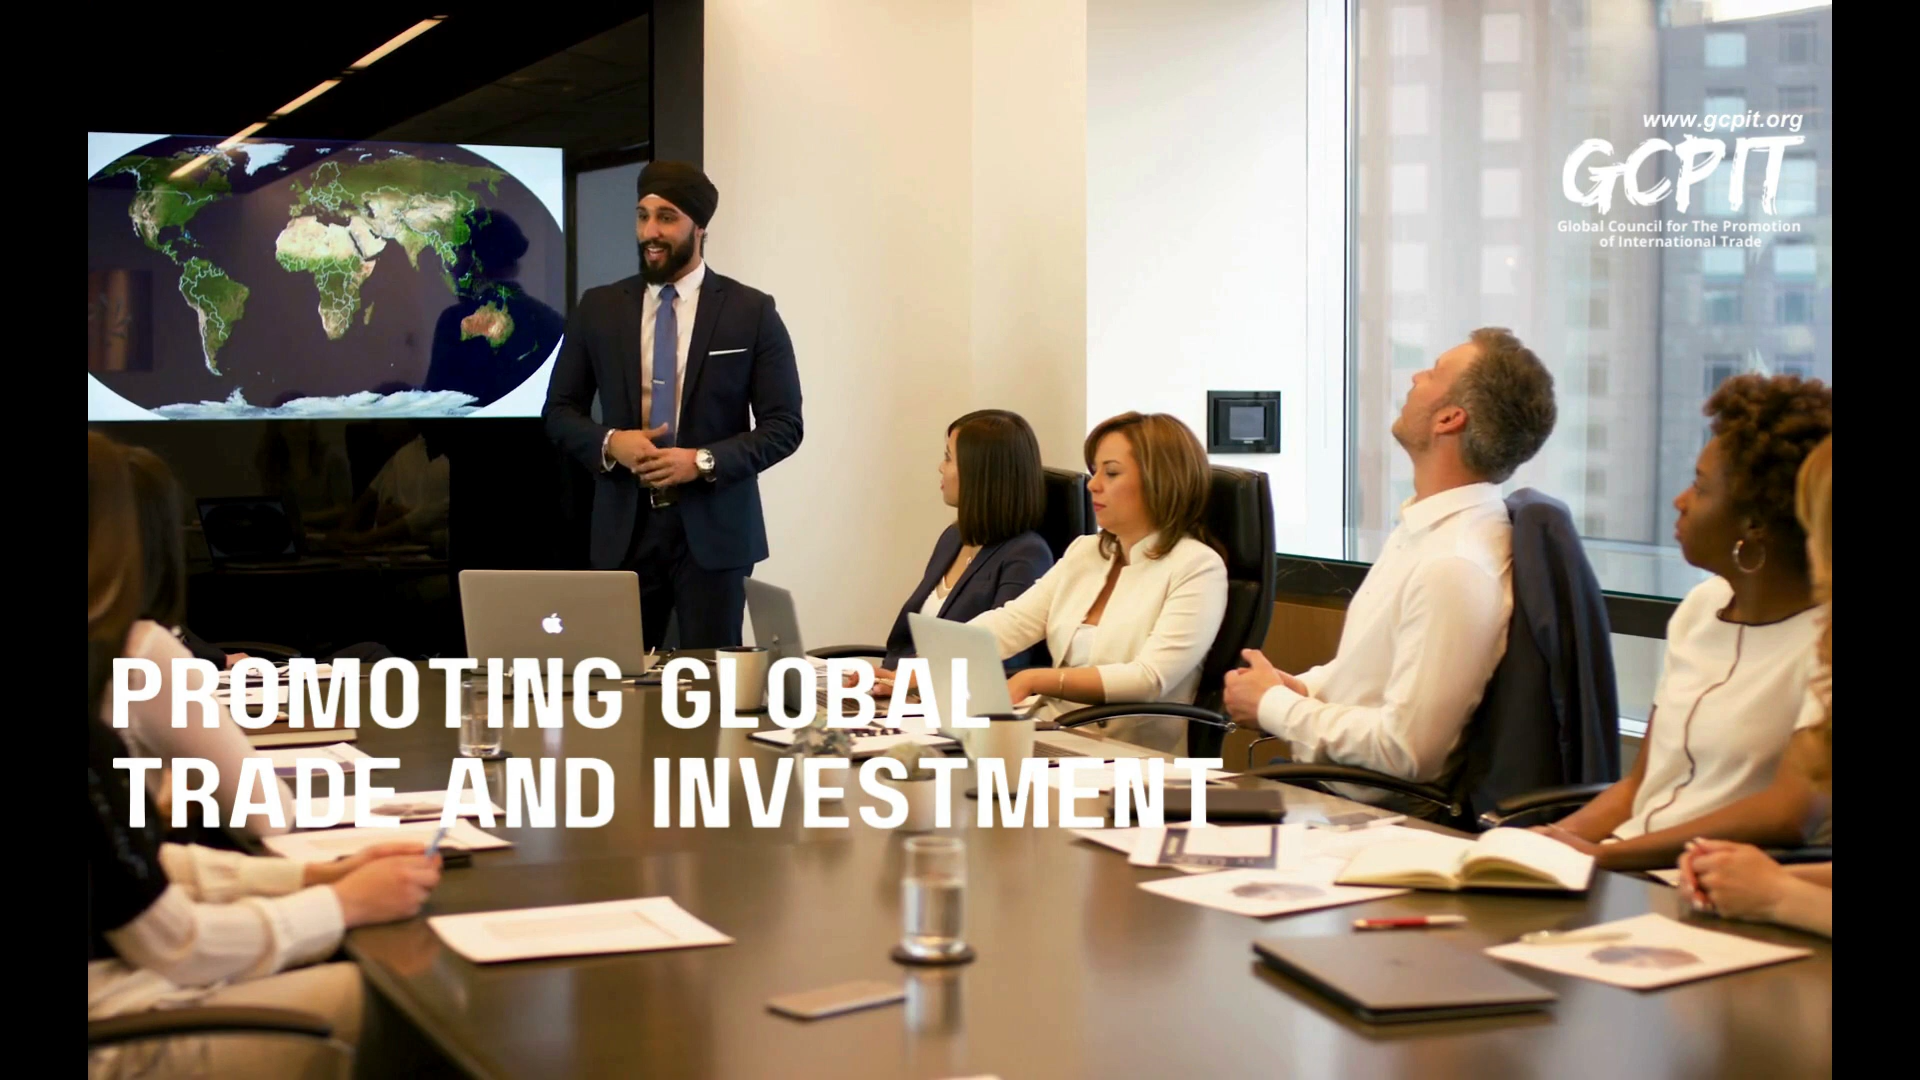 www.gcpit.org
GCPIT
Global Council for The Promotion
of International Trade
PROMOTING GLOBAL
TRADE AND INVESTMENT